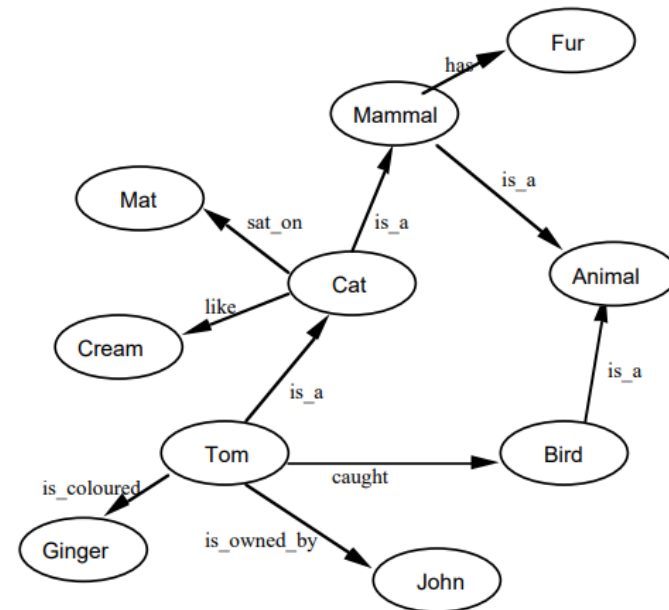 Fur
has
Mammal
is_a
Mat
sat_on
is_a
Cat
Animal
like
Cream
is_a
is_a
Tom
Bird
caught
is_coloured
is_owned_by
Ginger
John